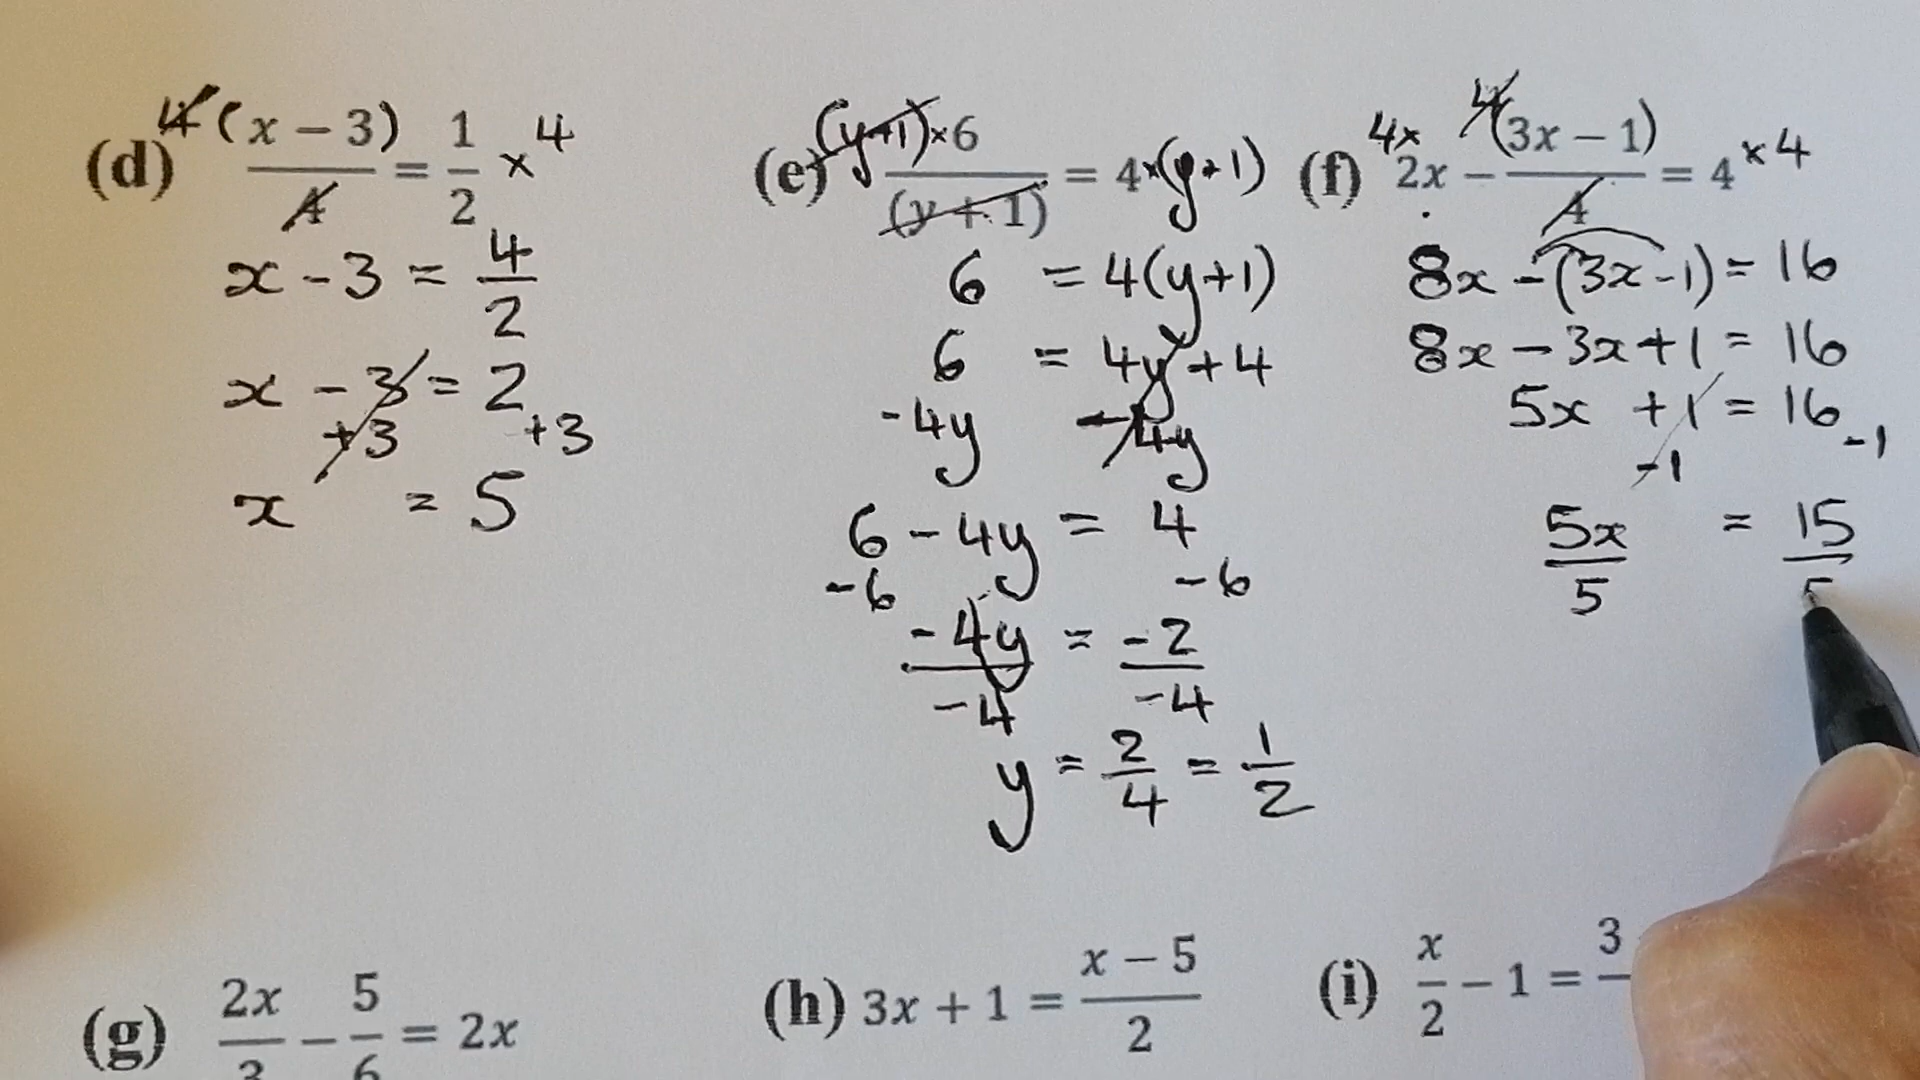 (d) 4(x − 3)/4 = 1/2 × 4
x − 3 = 4/2
x − 3 = 2
+3 +3
x = 5
(e) (y+1) × 6/(y + 1) = 4 × (y+1)
6 = 4(y+1)
6 = 4y + 4
-4y -4y
6 − 4y = 4
-6 -6
-4y/-4 = -2/-4
y = 2/4 = 1/2
(f) 4x 2x − 4(3x − 1)/4 = 4 × 4
8x − (3x − 1) = 16
8x − 3x + 1 = 16
5x + 1 = 16
-1 -1
5x/5 = 15/5
(g) 2x/3 − 5/6 = 2x
(h) 3x + 1 = x − 5/2
(i) x/2 − 1 = 3